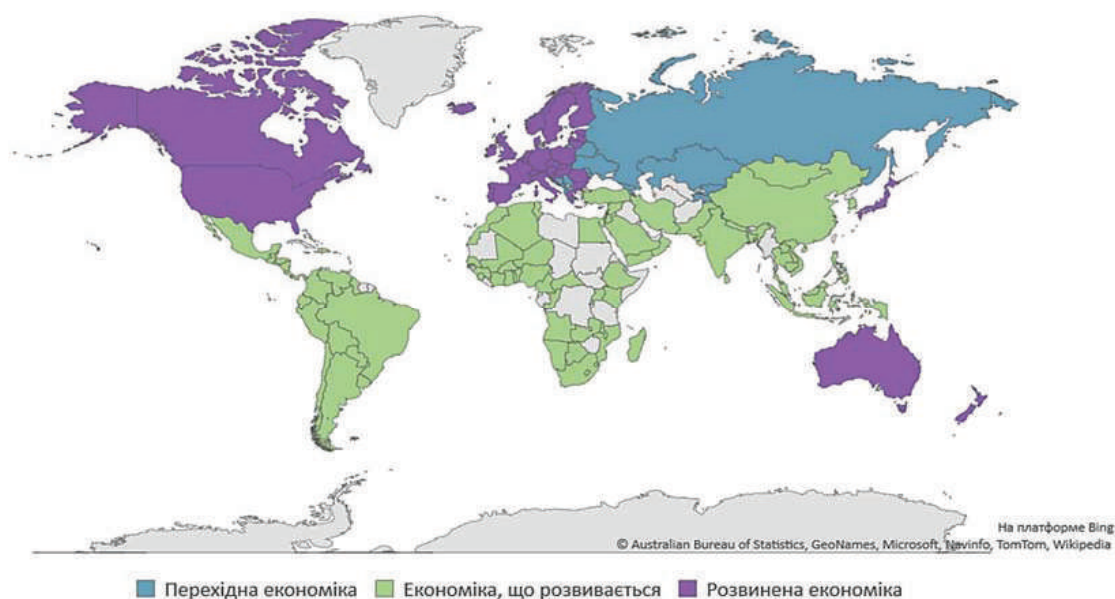 На платформе Bing
© Australian Bureau of Statistics, GeoNames, Microsoft, Navinfo, TomTom, Wikipedia
Перехідна економіка Економіка, що розвивається Розвинена економіка